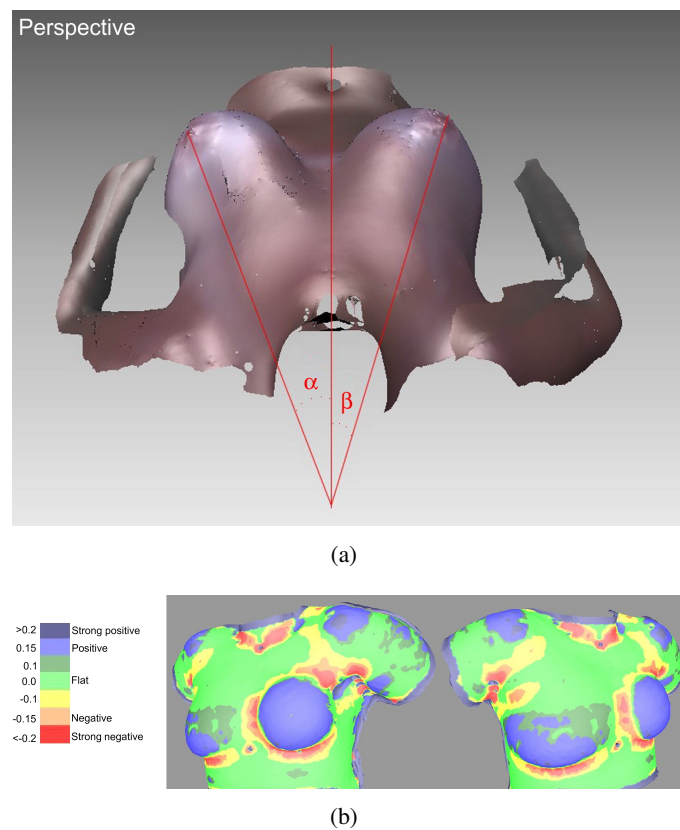 Perspective
α
β
(a)
>0.2 Strong positive
0.15 Positive
0.1
0.0 Flat
-0.1
-0.15 Negative
<-0.2 Strong negative
(b)